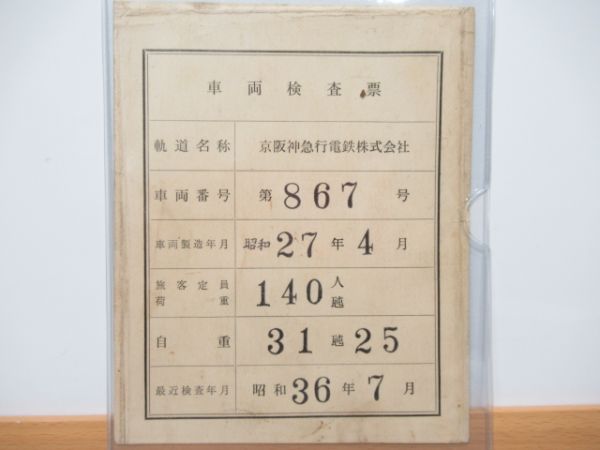 車両検査票
軌道名称 京阪神急行電鉄株式会社
車両番号 第867号
車両製造年月 昭和27年4月
旅客定員 荷重 140人 瓲
自重 31瓲25
最近検査年月 昭和36年7月